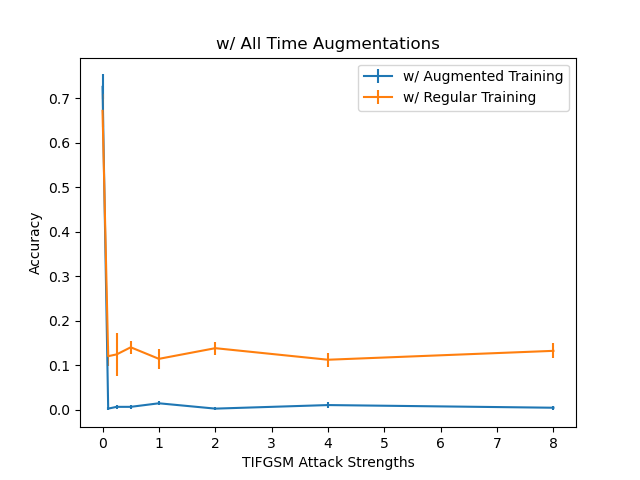 w/ All Time Augmentations
w/ Augmented Training
w/ Regular Training
Accuracy
0.7
0.6
0.5
0.4
0.3
0.2
0.1
0.0
0 1 2 3 4 5 6 7 8
TIFGSM Attack Strengths